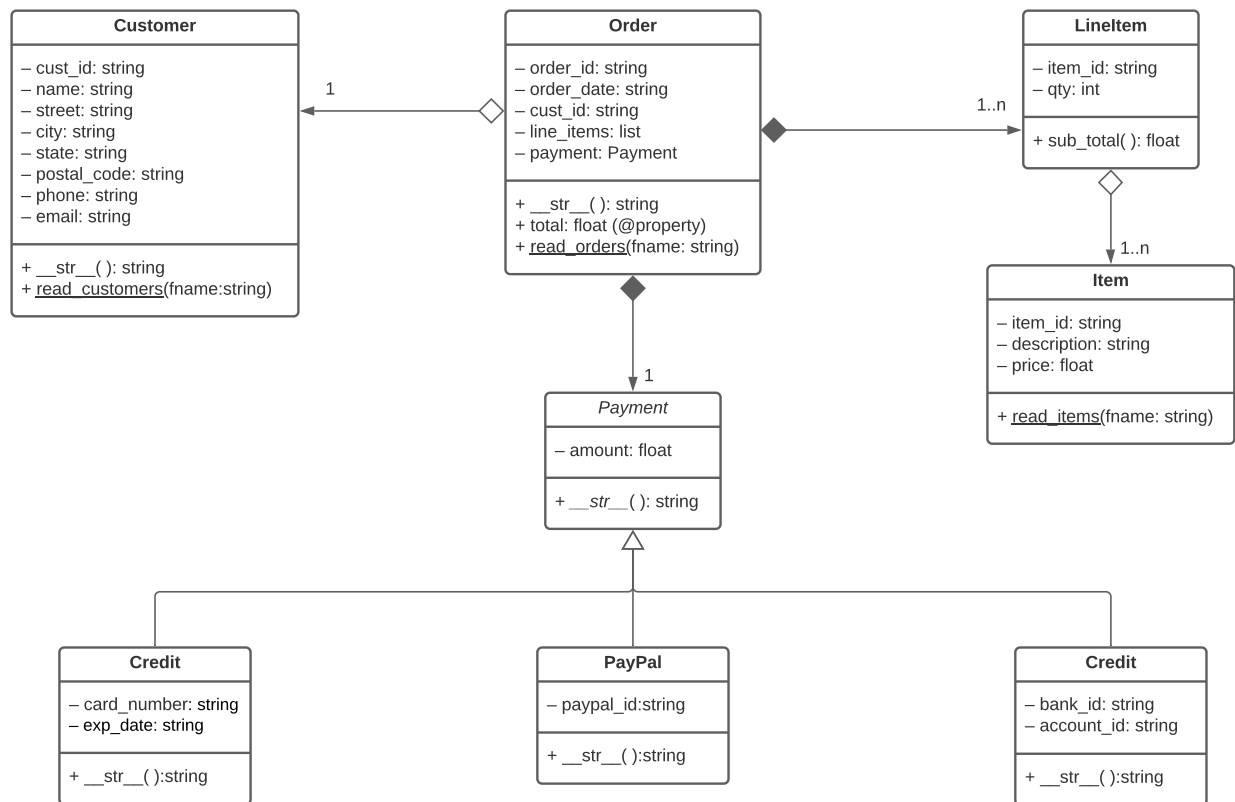 Customer
– cust_id: string
– name: string
– street: string
– city: string
– state: string
– postal_code: string
– phone: string
– email: string
+ __str__( ): string
+ read_customers(fname:string)
1
Order
– order_id: string
– order_date: string
– cust_id: string
– line_items: list
– payment: Payment
+ __str__( ): string
+ total: float (@property)
+ read_orders(fname: string)
1..n
LineItem
– item_id: string
– qty: int
+ sub_total( ): float
1..n
Item
– item_id: string
– description: string
– price: float
+ read_items(fname: string)
1
Payment
– amount: float
+ __str__( ): string
Credit
– card_number: string
– exp_date: string
+ __str__( ):string
PayPal
– paypal_id:string
+ __str__( ):string
Credit
– bank_id: string
– account_id: string
+ __str__( ):string